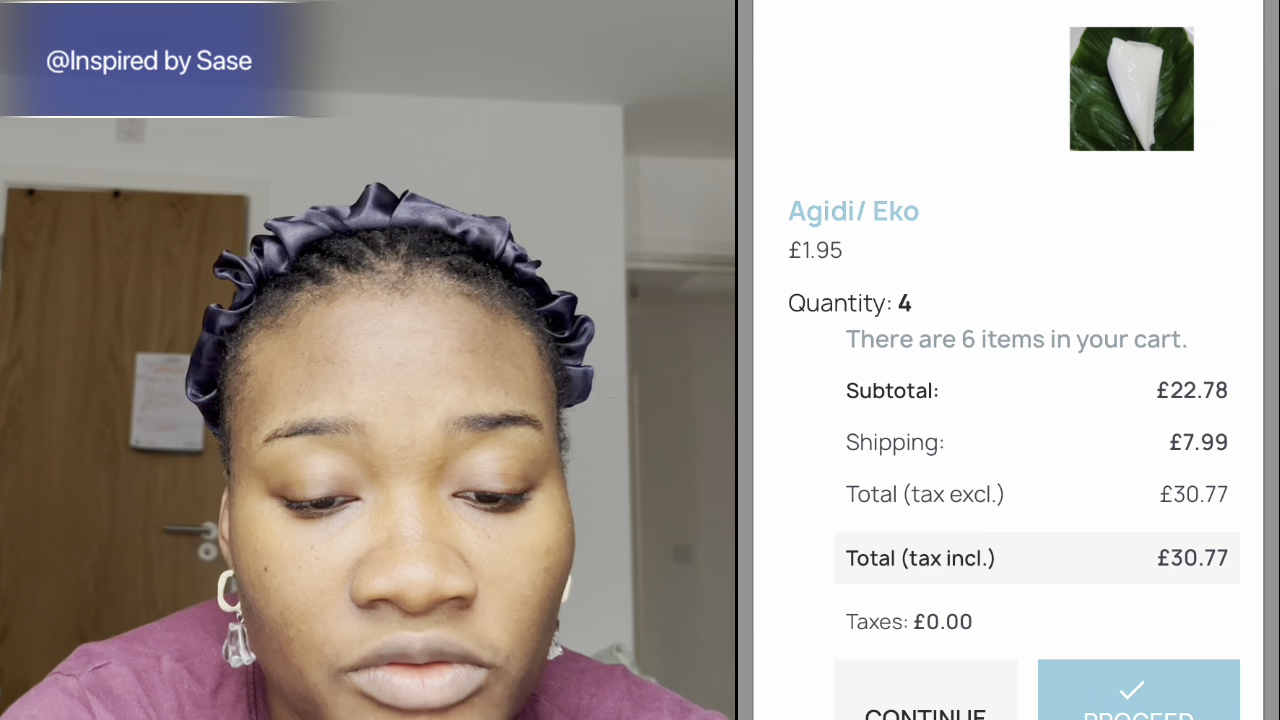 @Inspired by Sase
Agidi/ Eko
£1.95
Quantity: 4
There are 6 items in your cart.
Subtotal: £22.78
Shipping: £7.99
Total (tax excl.) £30.77
Total (tax incl.) £30.77
Taxes: £0.00
CONTINUE
PROCEED